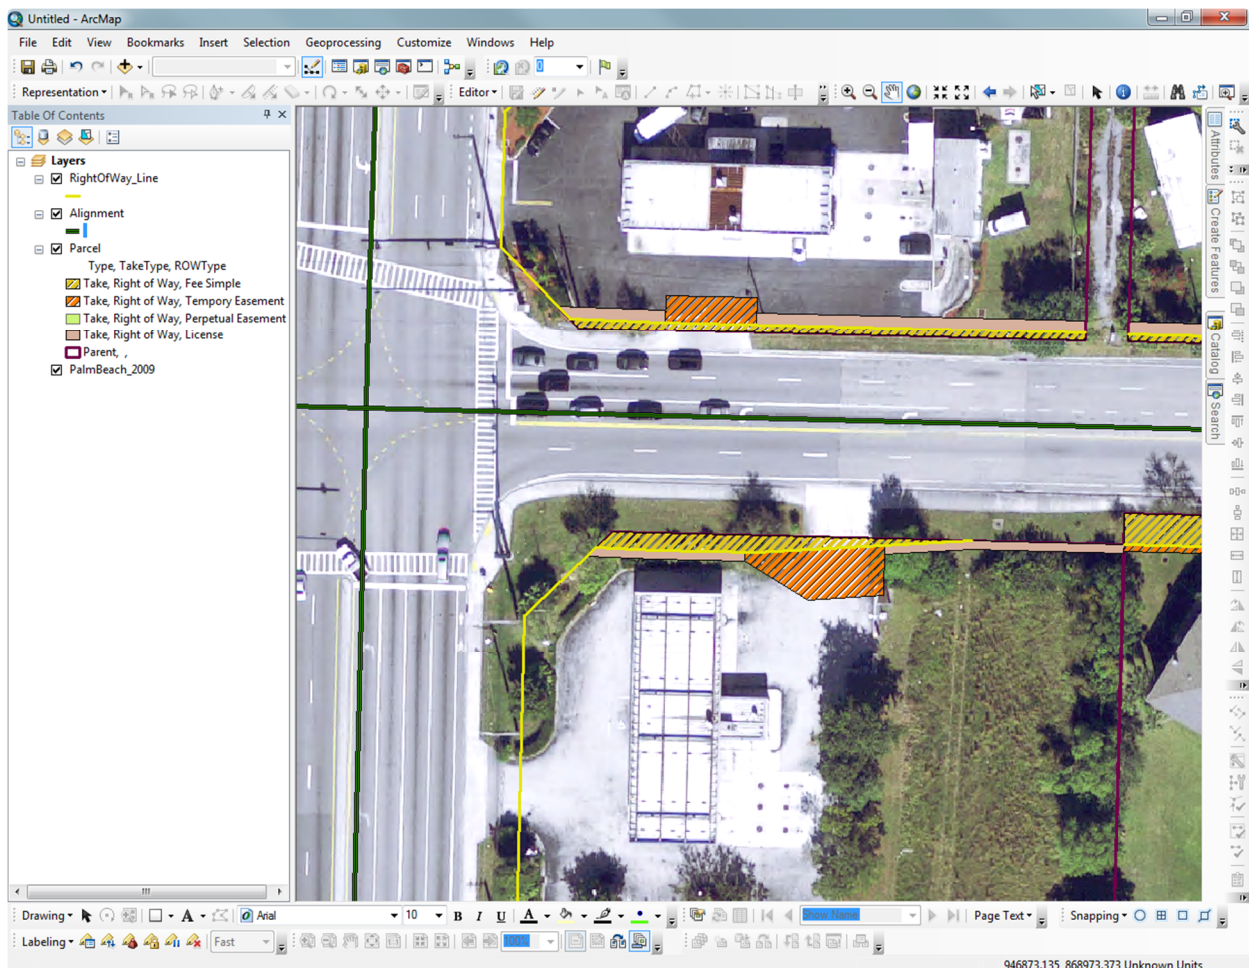 Untitled - ArcMap
File Edit View Bookmarks Insert Selection Geoprocessing Customize Windows Help
0
Representation Editor
Table Of Contents
Layers
RightOfWay_Line
Alignment
Parcel
Type, TakeType, ROWType
Take, Right of Way, Fee Simple
Take, Right of Way, Tempory Easement
Take, Right of Way, Perpetual Easement
Take, Right of Way, License
Parent, ,
PalmBeach_2009
Attributes
Create Features
Catalog
Search
Drawing A Arial 10 B I U A Show Name Page Text Snapping
Labeling Fast 100%
946873.135 868973.373 Unknown Units